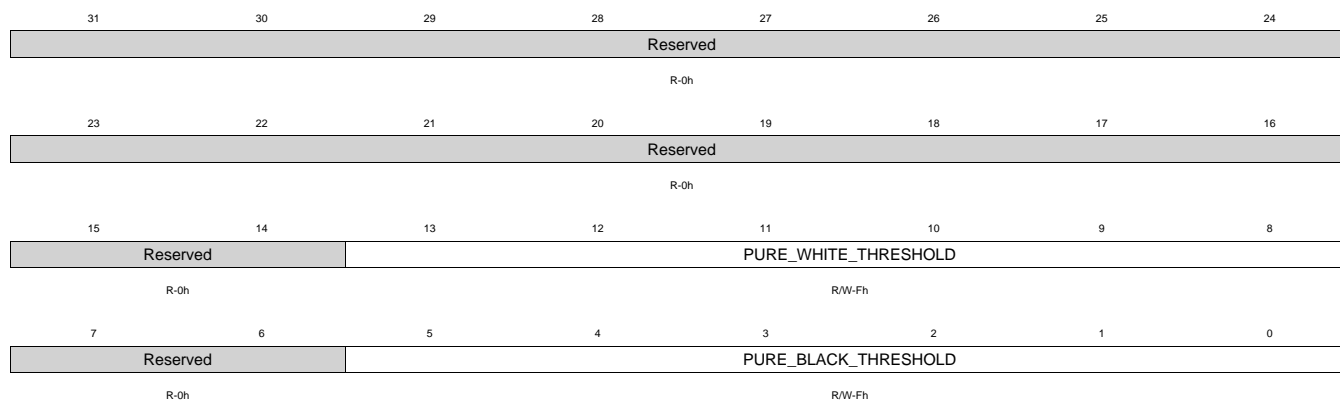 31 30 29 28 27 26 25 24
Reserved
R-0h
23 22 21 20 19 18 17 16
Reserved
R-0h
15 14 13 12 11 10 9 8
Reserved PURE_WHITE_THRESHOLD
R-0h R/W-Fh
7 6 5 4 3 2 1 0
Reserved PURE_BLACK_THRESHOLD
R-0h R/W-Fh